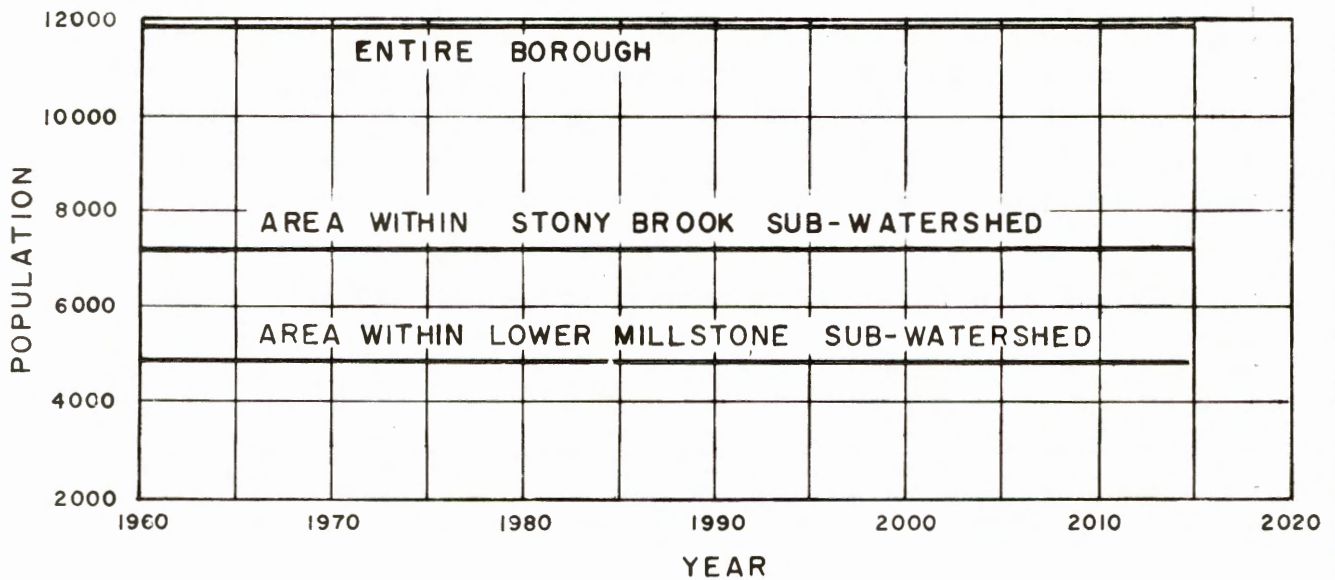 12000
ENTIRE BOROUGH
10000
8000
AREA WITHIN STONY BROOK SUB-WATERSHED
6000
AREA WITHIN LOWER MILLSTONE SUB-WATERSHED
4000
2000
1960 1970 1980 1990 2000 2010 2020
POPULATION
YEAR